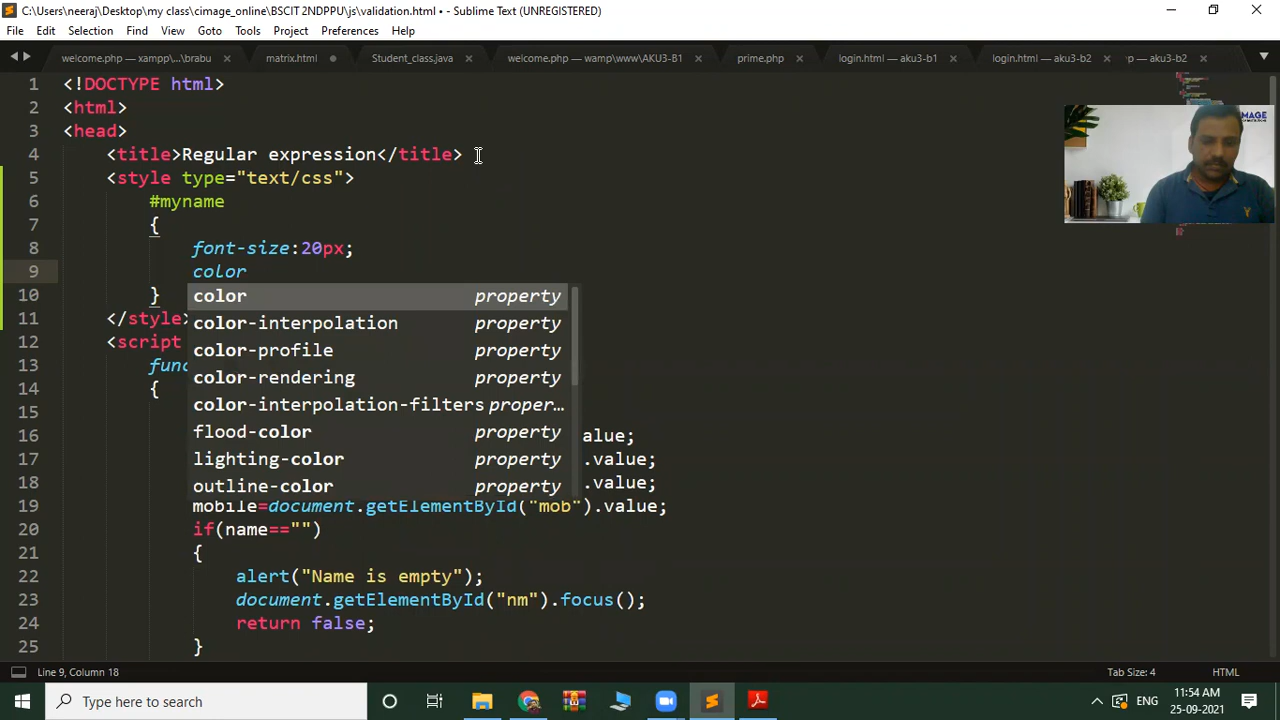 C:\Users\neeraj\Desktop\my class\cimage_online\BSCIT 2NDPPU\js\validation.html • - Sublime Text (UNREGISTERED)
File Edit Selection Find View Goto Tools Project Preferences Help
welcome.php — xampp\...\brabu matrix.html Student_class.java welcome.php — wamp\www\AKU3-B1 prime.php login.html — aku3-b1 login.html — aku3-b2 p — aku3-b2
1 <!DOCTYPE html>
2 <html>
3 <head>
4 <title>Regular expression</title>
5 <style type="text/css">
6 #myname
7 {
8 font-size:20px;
9 color
10 }
11 </style>
12 <script
13 func
14 {
15
16 alue;
17 .value;
18 .value;
19 mobile=document.getElementById("mob").value;
20 if(name=="")
21 {
22 alert("Name is empty");
23 document.getElementById("nm").focus();
24 return false;
25 }
color property
color-interpolation property
color-profile property
color-rendering property
color-interpolation-filters proper...
flood-color property
lighting-color property
outline-color property
MAGE
Line 9, Column 18 Tab Size: 4 HTML
Type here to search
ENG
11:54 AM
25-09-2021